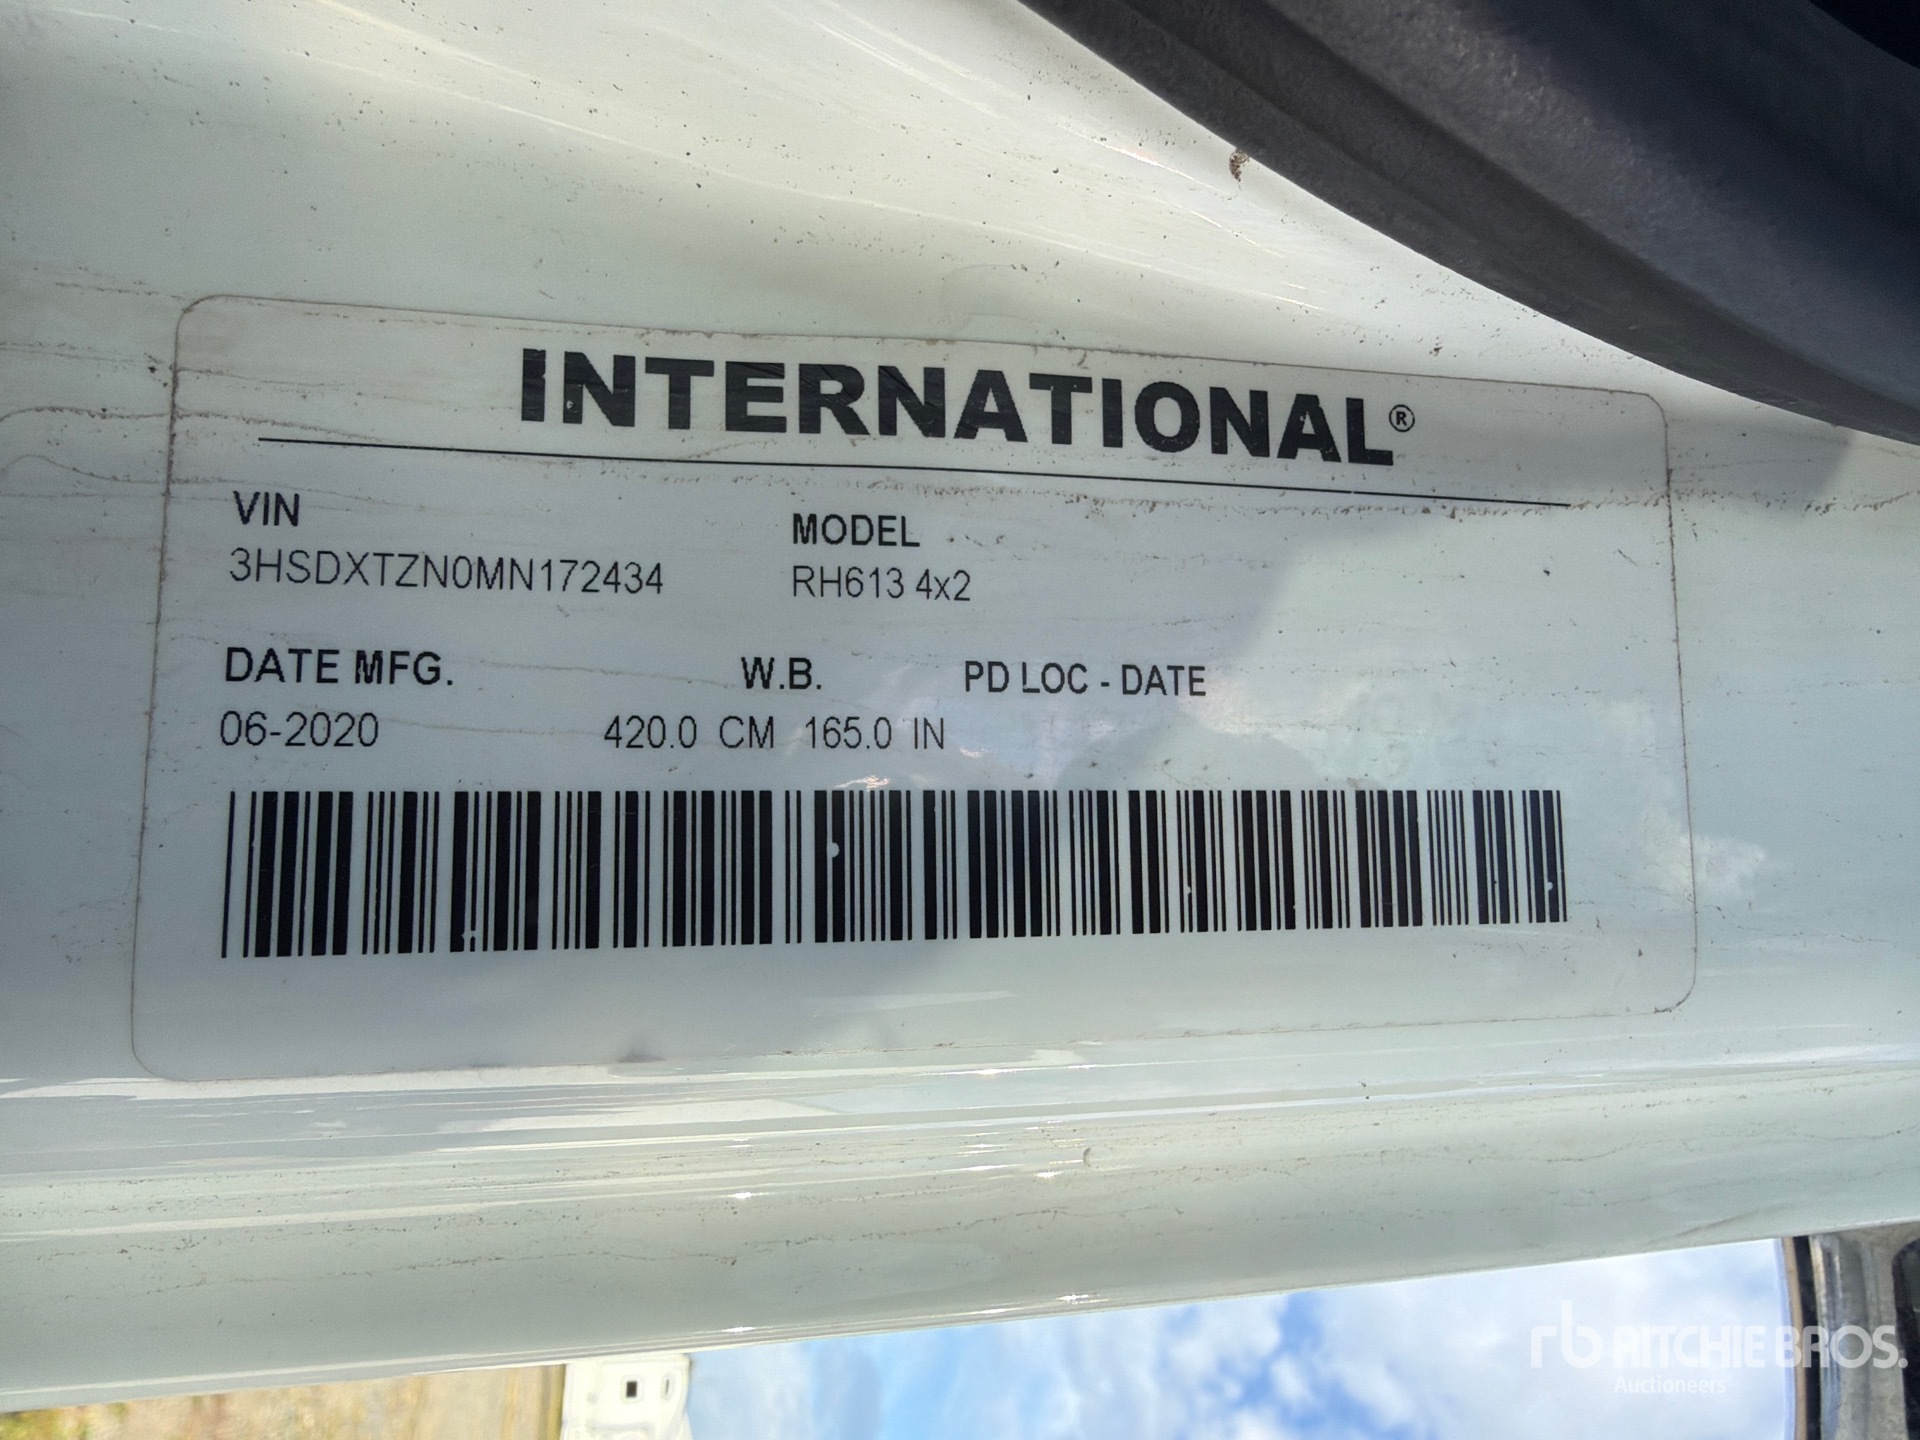 INTERNATIONAL®
VIN
3HSDXTZN0MN172434
MODEL
RH613 4x2
DATE MFG.
06-2020
W.B.
420.0 CM 165.0 IN
PD LOC - DATE
rb RITCHIE BROS.
Auctioneers